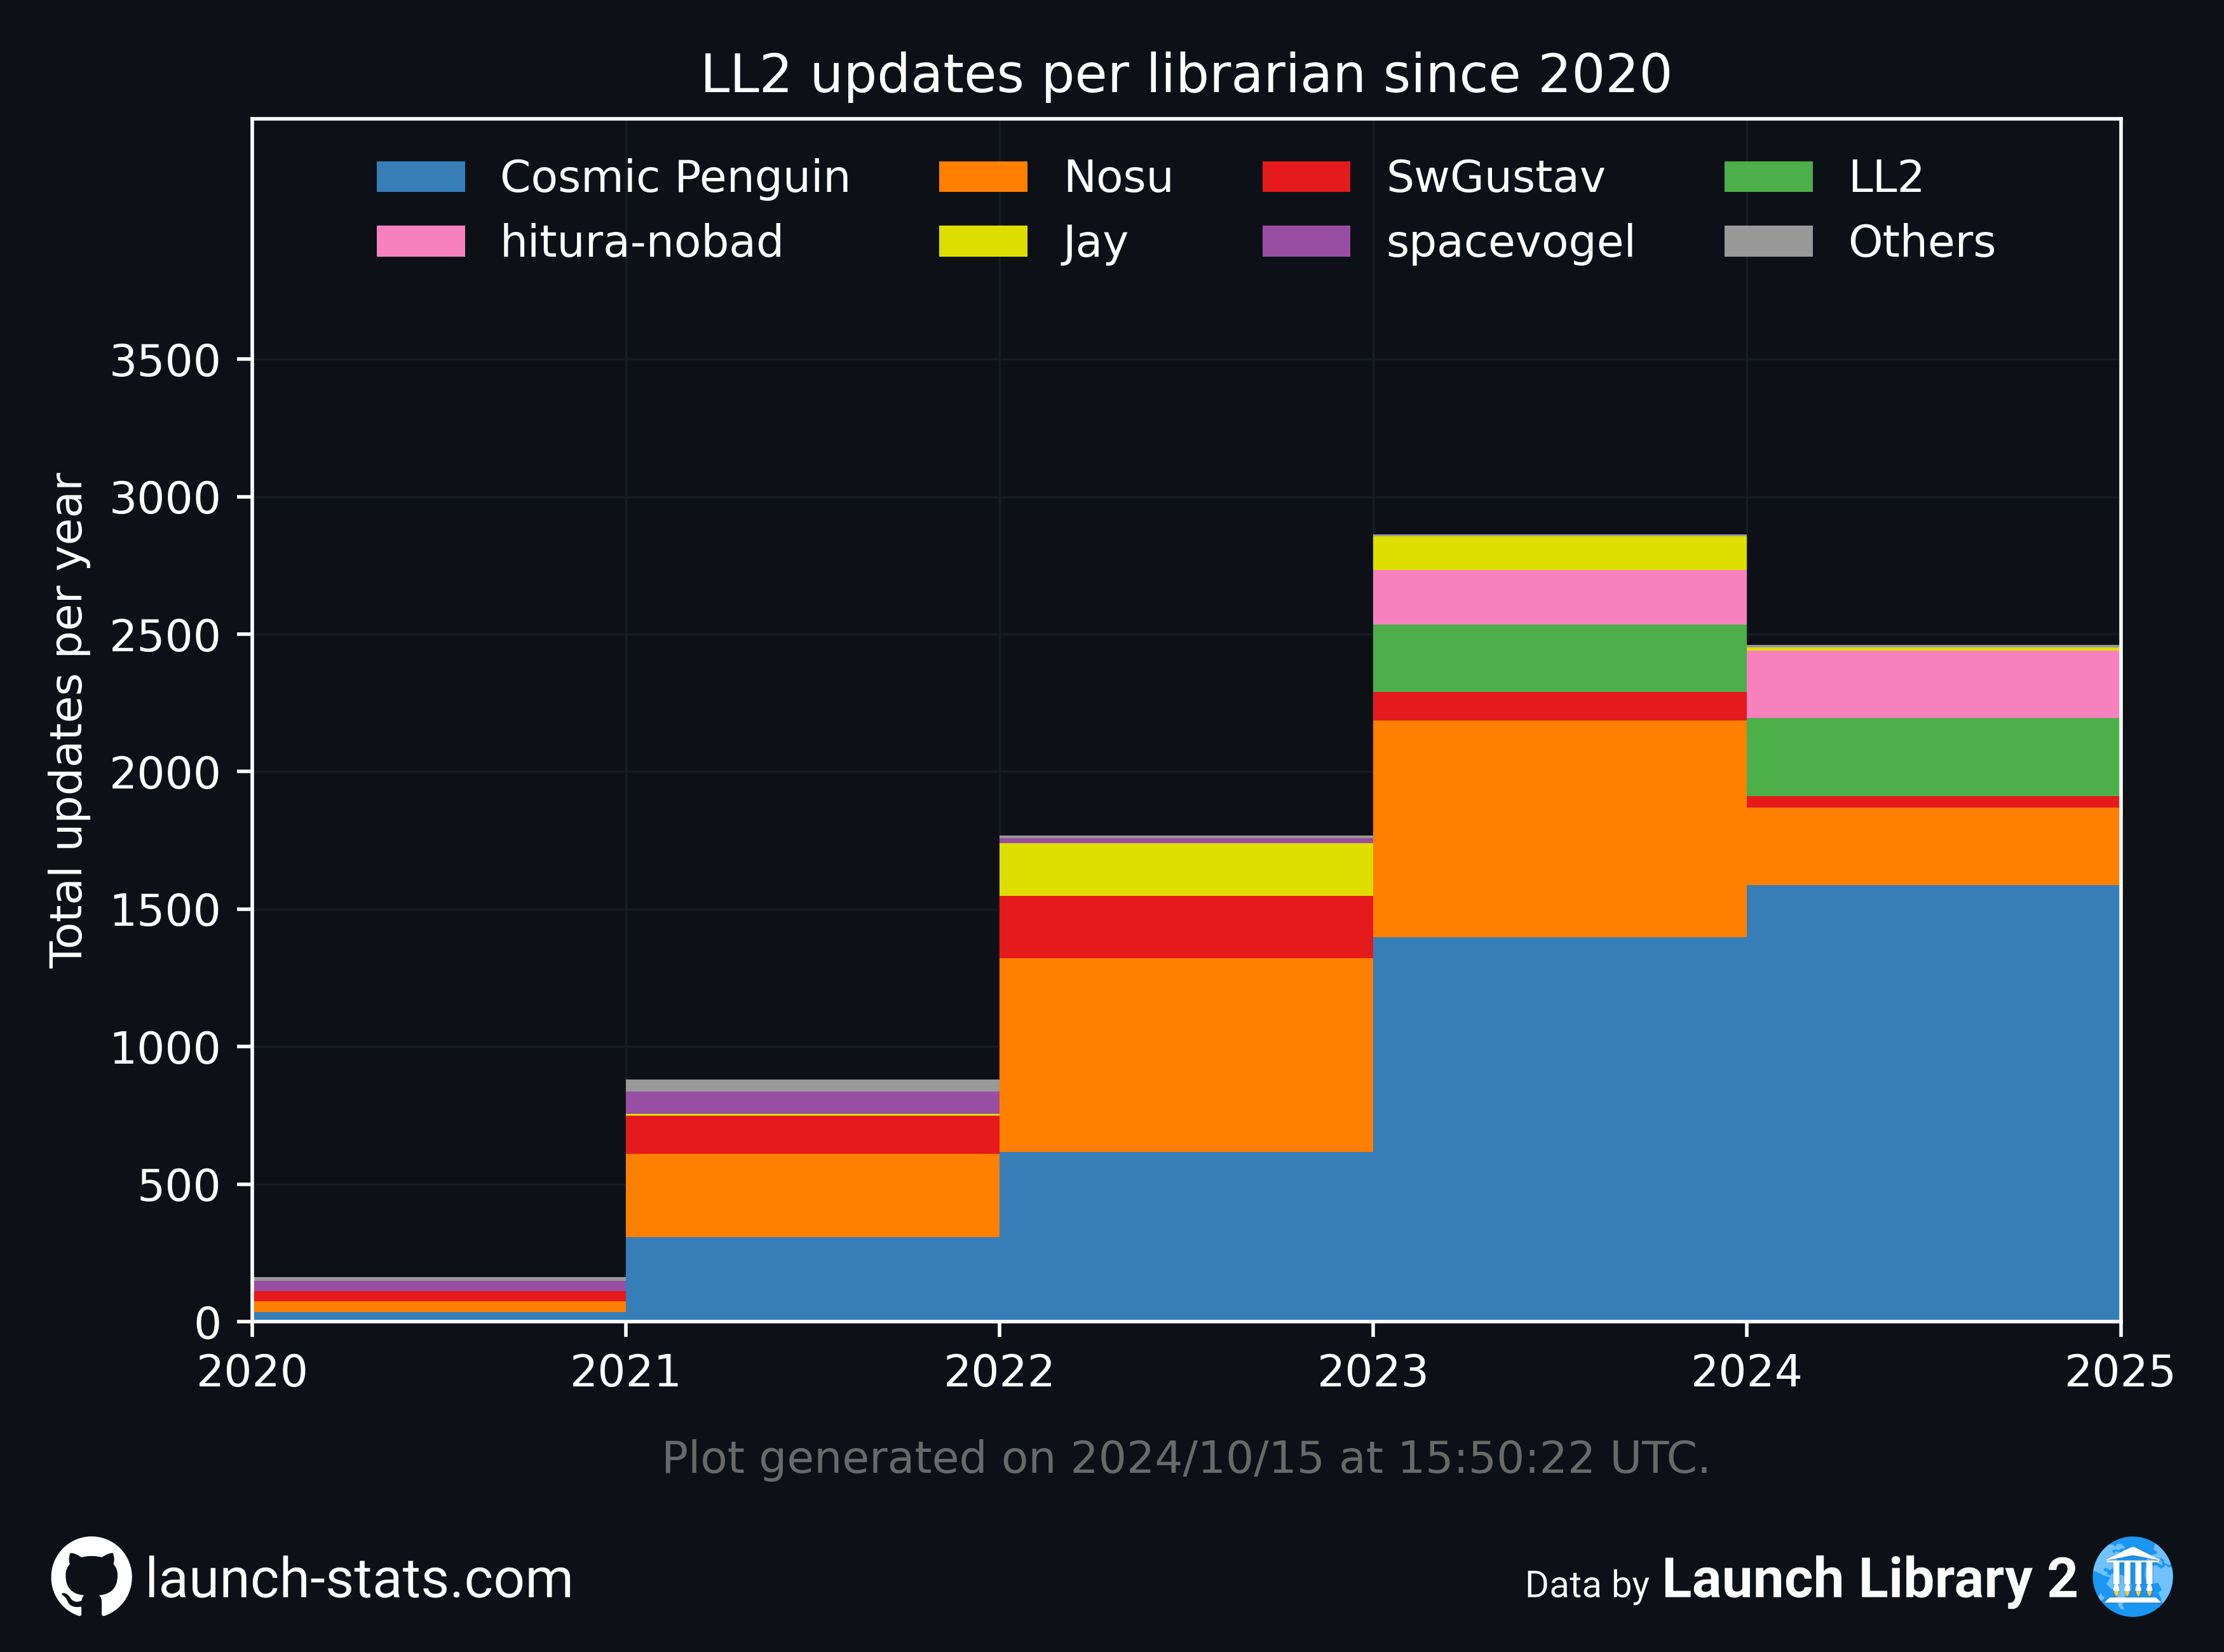 LL2 updates per librarian since 2020
Cosmic Penguin
Nosu
SwGustav
LL2
hitura-nobad
Jay
spacevogel
Others
Total updates per year
3500
3000
2500
2000
1500
1000
500
0
2020
2021
2022
2023
2024
2025
Plot generated on 2024/10/15 at 15:50:22 UTC.
launch-stats.com
Data by Launch Library 2